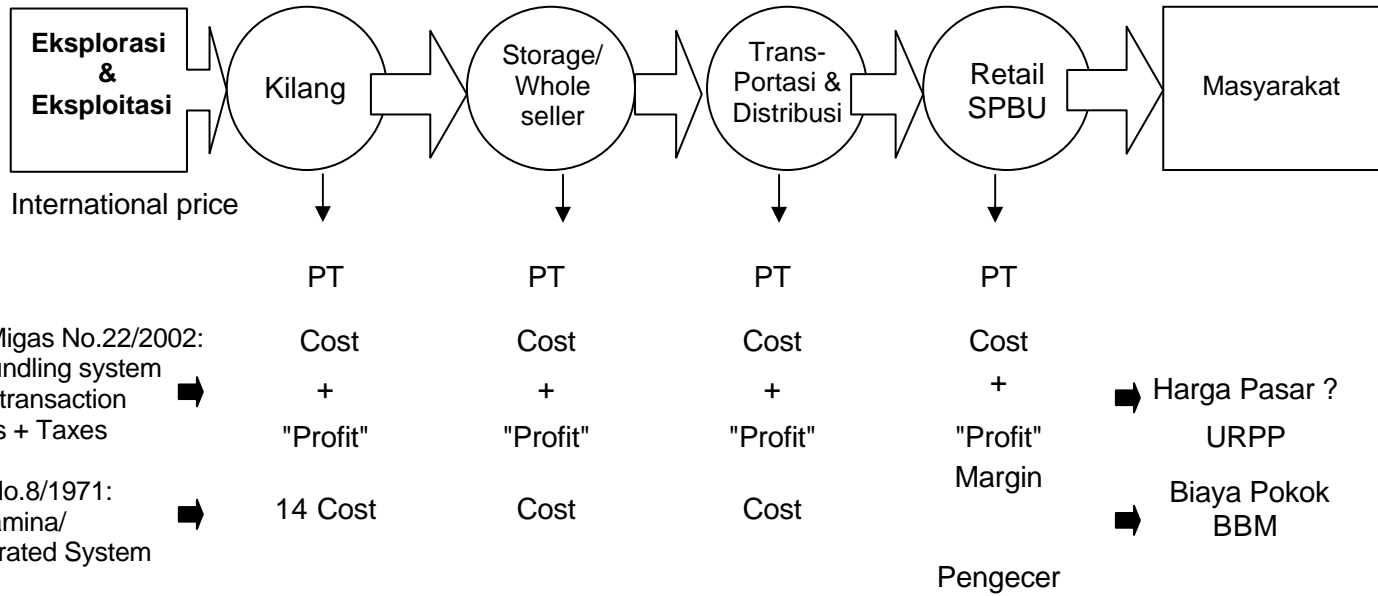 Eksplorasi
&
Eksploitasi
Kilang
Storage/
Whole
seller
Trans-
Portasi &
Distribusi
Retail
SPBU
Masyarakat
International price
PT PT PT PT
Migas No.22/2002:
undling system
transaction
s + Taxes
Cost Cost Cost Cost
+ + + +
"Profit" "Profit" "Profit" "Profit"
Harga Pasar ?
URPP
No.8/1971:
amina/
rated System
14 Cost Cost Cost
Margin
Pengecer
Biaya Pokok
BBM